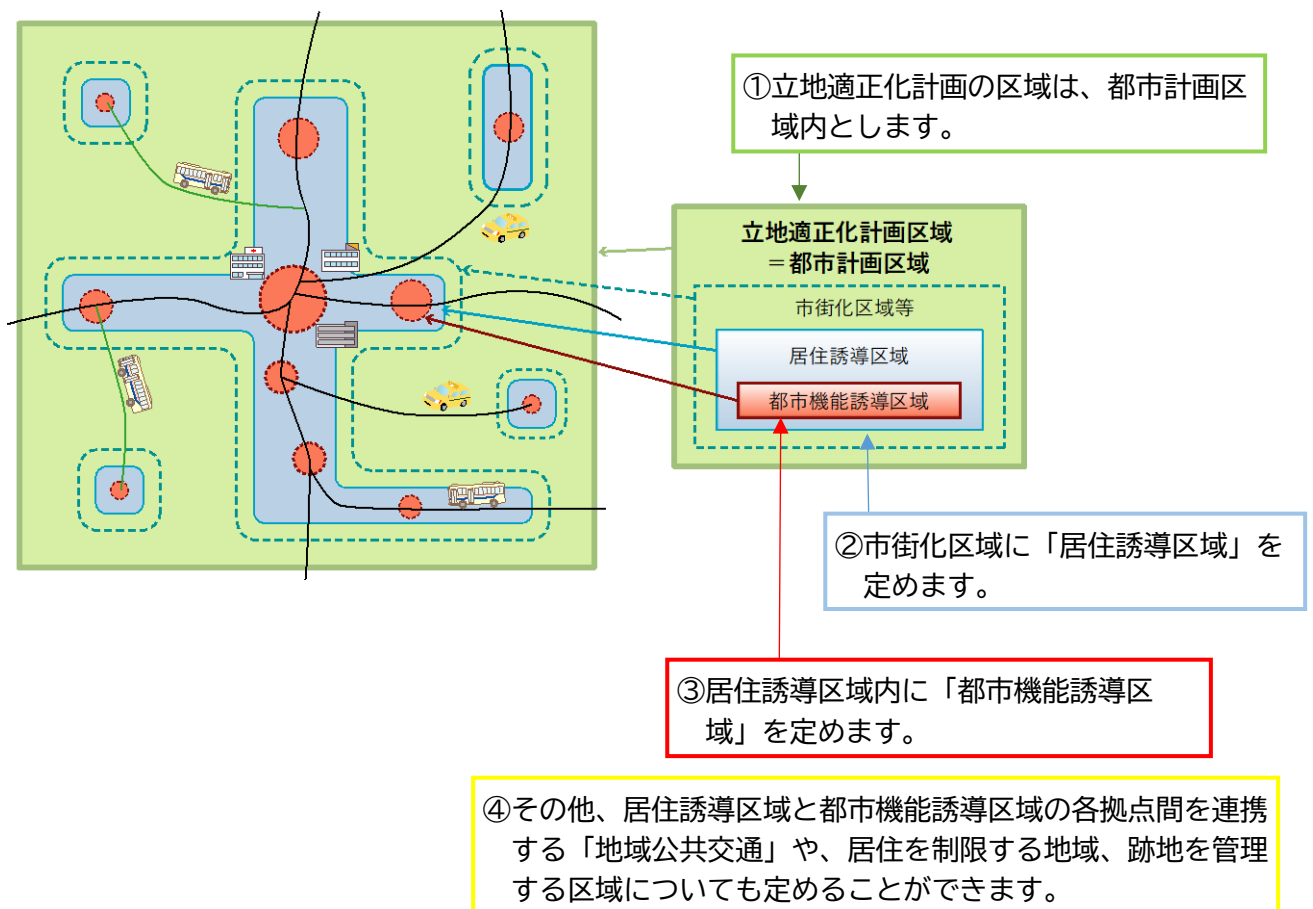 ①立地適正化計画の区域は、都市計画区
域内とします。
立地適正化計画区域
＝都市計画区域
市街化区域等
居住誘導区域
都市機能誘導区域
②市街化区域に「居住誘導区域」を
定めます。
③居住誘導区域内に「都市機能誘導区
域」を定めます。
④その他、居住誘導区域と都市機能誘導区域の各拠点間を連携
する「地域公共交通」や、居住を制限する地域、跡地を管理
する区域についても定めることができます。